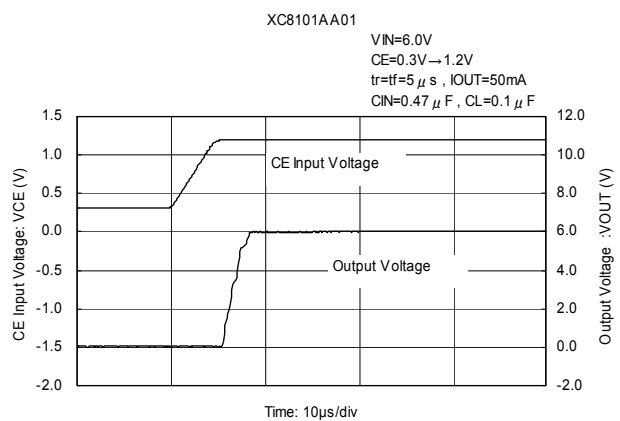 XC8101AA01
VIN=6.0V
CE=0.3V→1.2V
tr=tf=5μs , IOUT=50mA
CIN=0.47μF , CL=0.1μF
1.5
1.0
0.5
0.0
-0.5
-1.0
-1.5
-2.0
CE Input Voltage: VCE (V)
CE Input Voltage
Output Voltage
12.0
10.0
8.0
6.0
4.0
2.0
0.0
-2.0
Output Voltage :VOUT (V)
Time: 10μs/div